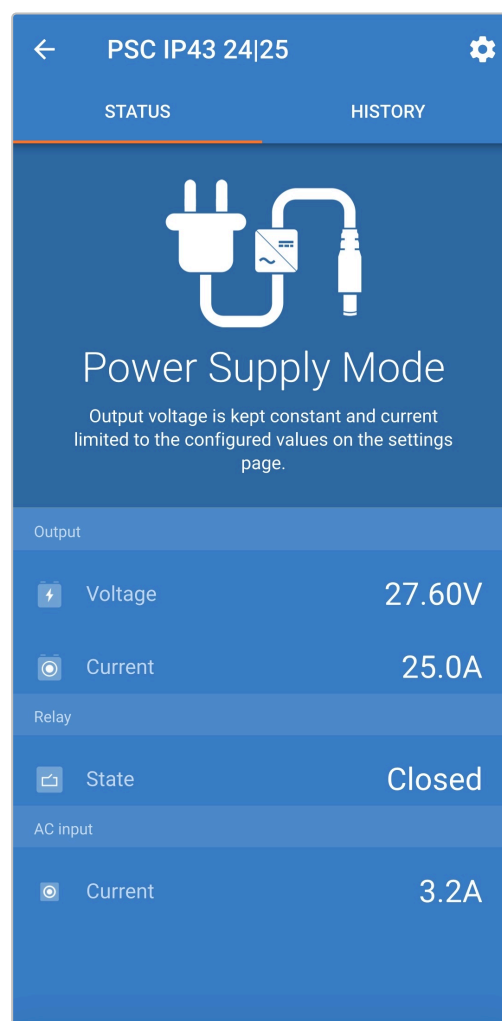 PSC IP43 24|25
STATUS
HISTORY
Power Supply Mode
Output voltage is kept constant and current
limited to the configured values on the settings
page.
Output
Voltage
27.60V
Current
25.0A
Relay
State
Closed
AC input
Current
3.2A